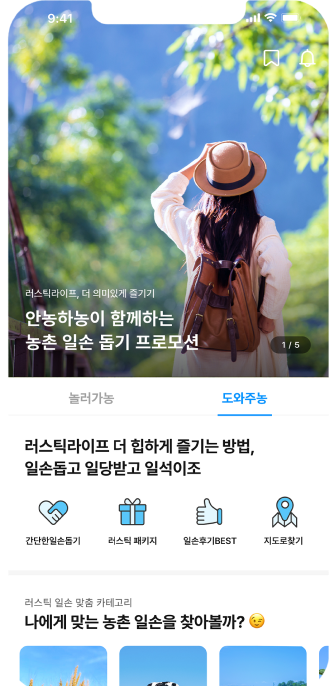 9:41
러스틱라이프, 더 의미있게 즐기기
안농하농이 함께하는
농촌 일손 돕기 프로모션
1 / 5
놀러가농
도와주농
러스틱라이프 더 힙하게 즐기는 방법,
일손돕고 일당받고 일석이조
간단한일손돕기
러스틱 패키지
일손후기BEST
지도로찾기
러스틱 일손 맞춤 카테고리
나에게 맞는 농촌 일손을 찾아볼까? 😉